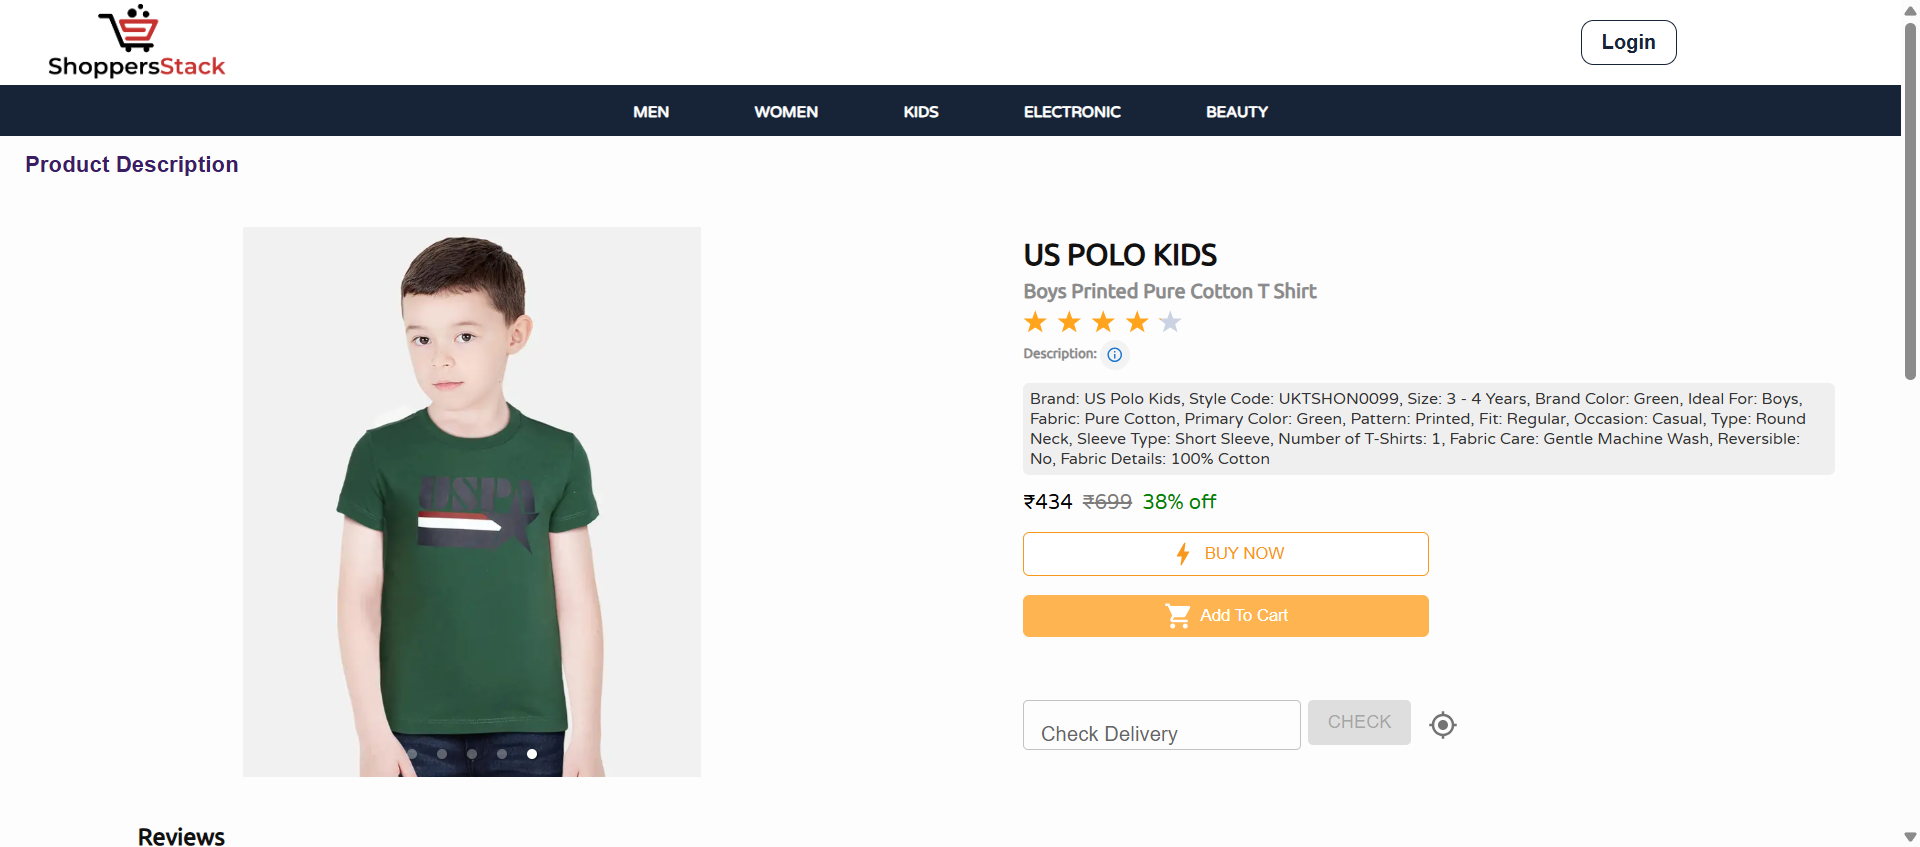 ShoppersStack
Login
MEN
WOMEN
KIDS
ELECTRONIC
BEAUTY
Product Description
US POLO KIDS
Boys Printed Pure Cotton T Shirt
Description:
Brand: US Polo Kids, Style Code: UKTSHON0099, Size: 3 - 4 Years, Brand Color: Green, Ideal For: Boys,
Fabric: Pure Cotton, Primary Color: Green, Pattern: Printed, Fit: Regular, Occasion: Casual, Type: Round
Neck, Sleeve Type: Short Sleeve, Number of T-Shirts: 1, Fabric Care: Gentle Machine Wash, Reversible:
No, Fabric Details: 100% Cotton
USPA
₹434 ₹699 38% off
BUY NOW
Add To Cart
Check Delivery
CHECK
Reviews